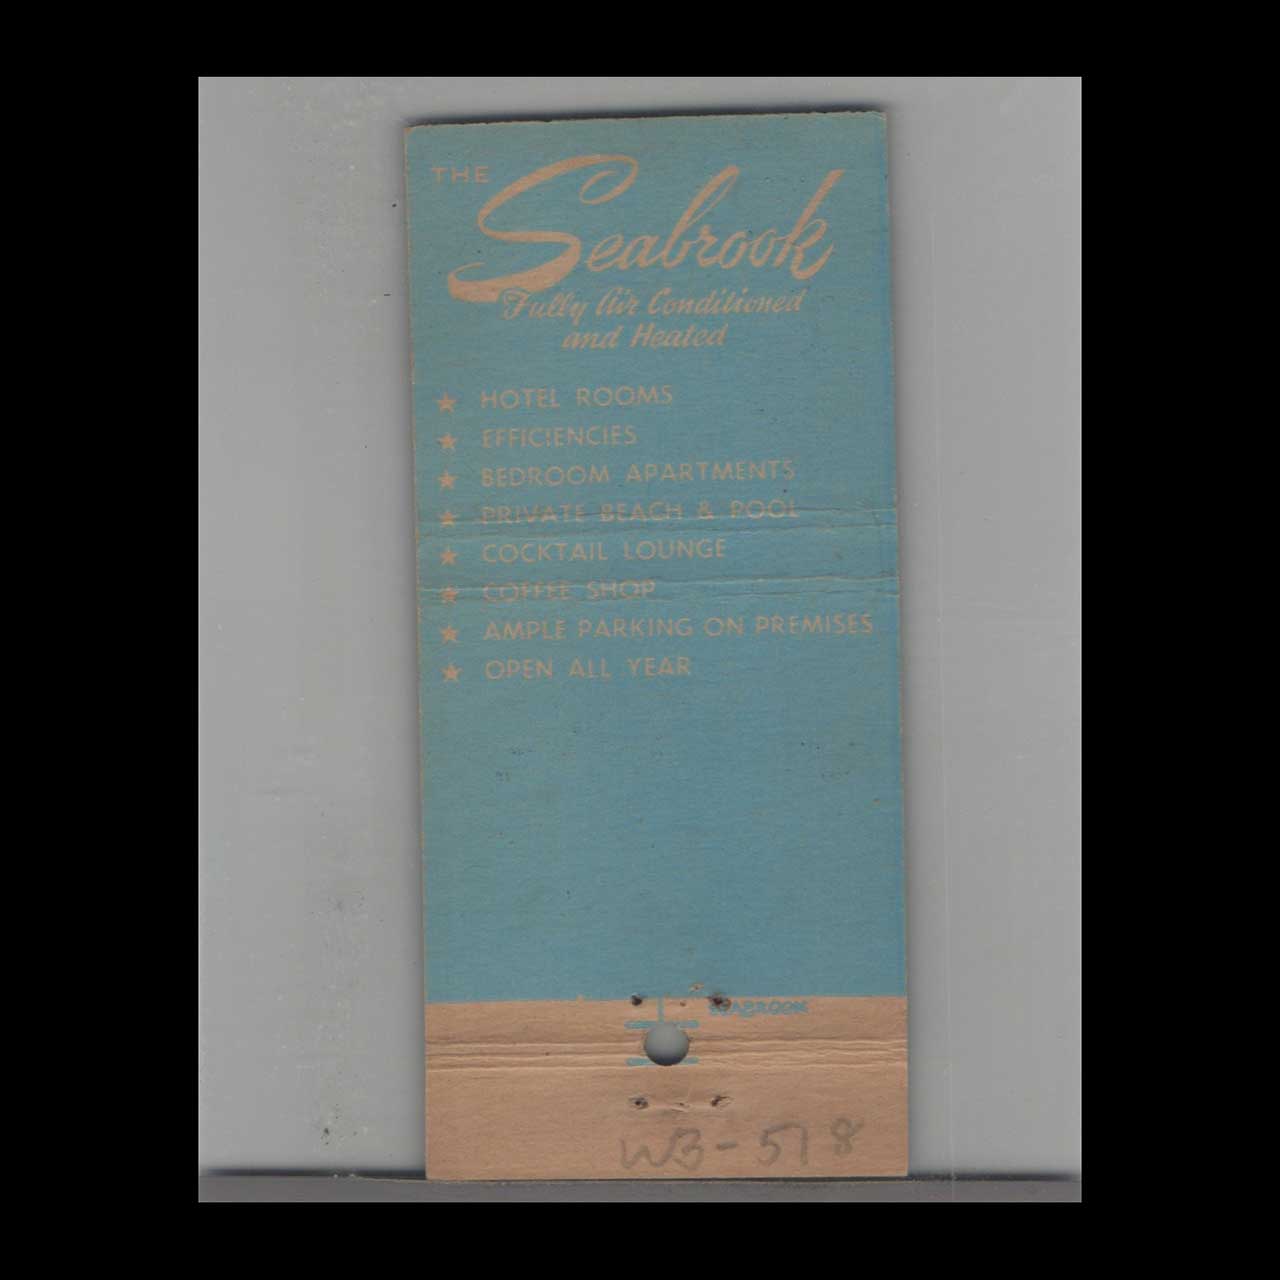 THE Seabrook
Fully Air Conditioned
and Heated
★ HOTEL ROOMS
★ EFFICIENCIES
★ BEDROOM APARTMENTS
★ PRIVATE BEACH & POOL
★ COCKTAIL LOUNGE
★ COFFEE SHOP
★ AMPLE PARKING ON PREMISES
★ OPEN ALL YEAR
SEABROOK
WB-518